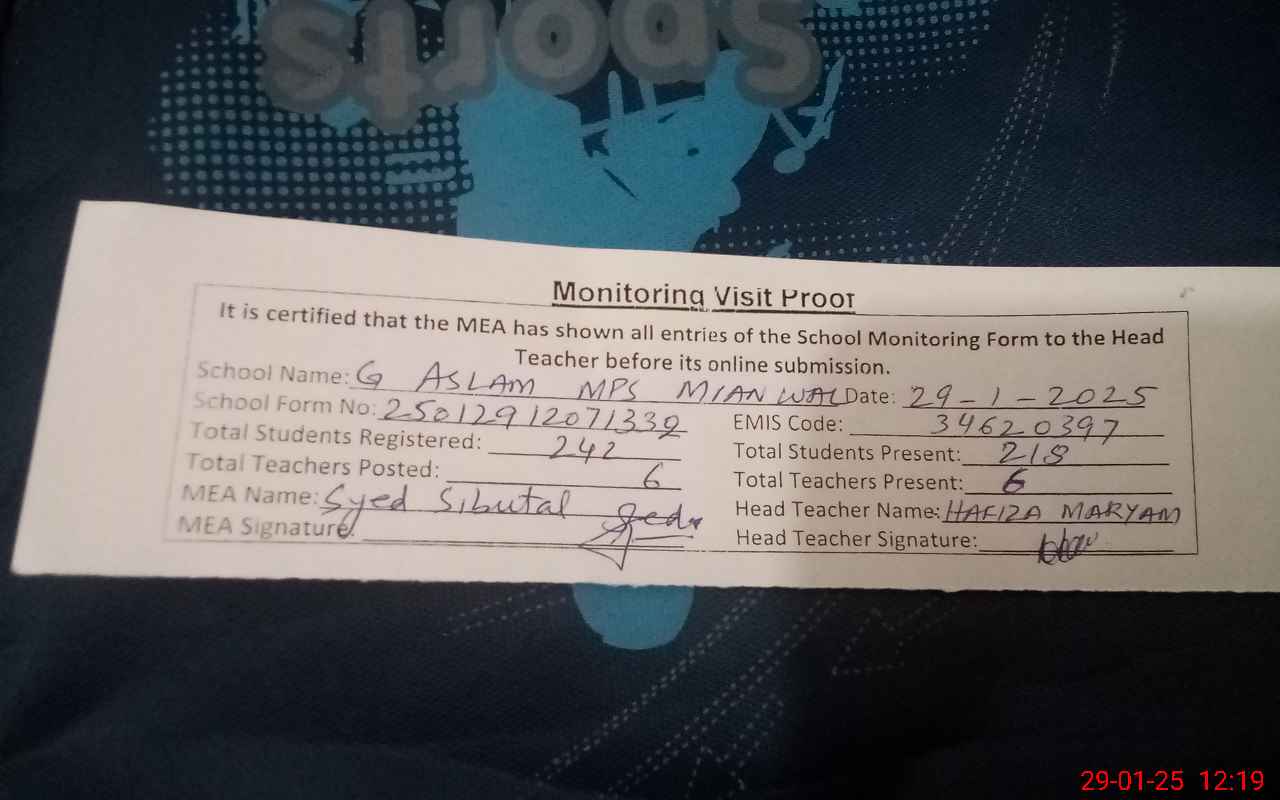 Sports
Monitoring Visit Proof
It is certified that the MEA has shown all entries of the School Monitoring Form to the Head
Teacher before its online submission.
School Name: G ASLAM MPS MIANWAL Date: 29-1-2025
School Form No: 25012912071339 EMIS Code: 34620397
Total Students Registered: 242 Total Students Present: 218
Total Teachers Posted: 6 Total Teachers Present: 6
MEA Name: Syed Sibutal Head Teacher Name: HAFIZA MARYAM
MEA Signature: Head Teacher Signature:
29-01-25 12:19